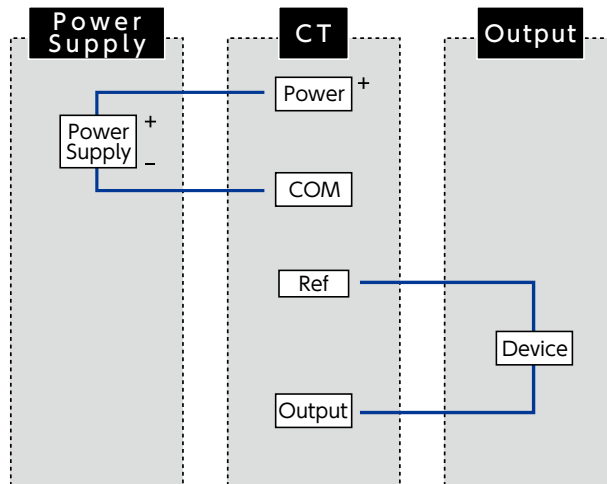 Power
Supply
CT
Output
Power
+
Power
Supply
+
−
COM
Ref
Device
Output